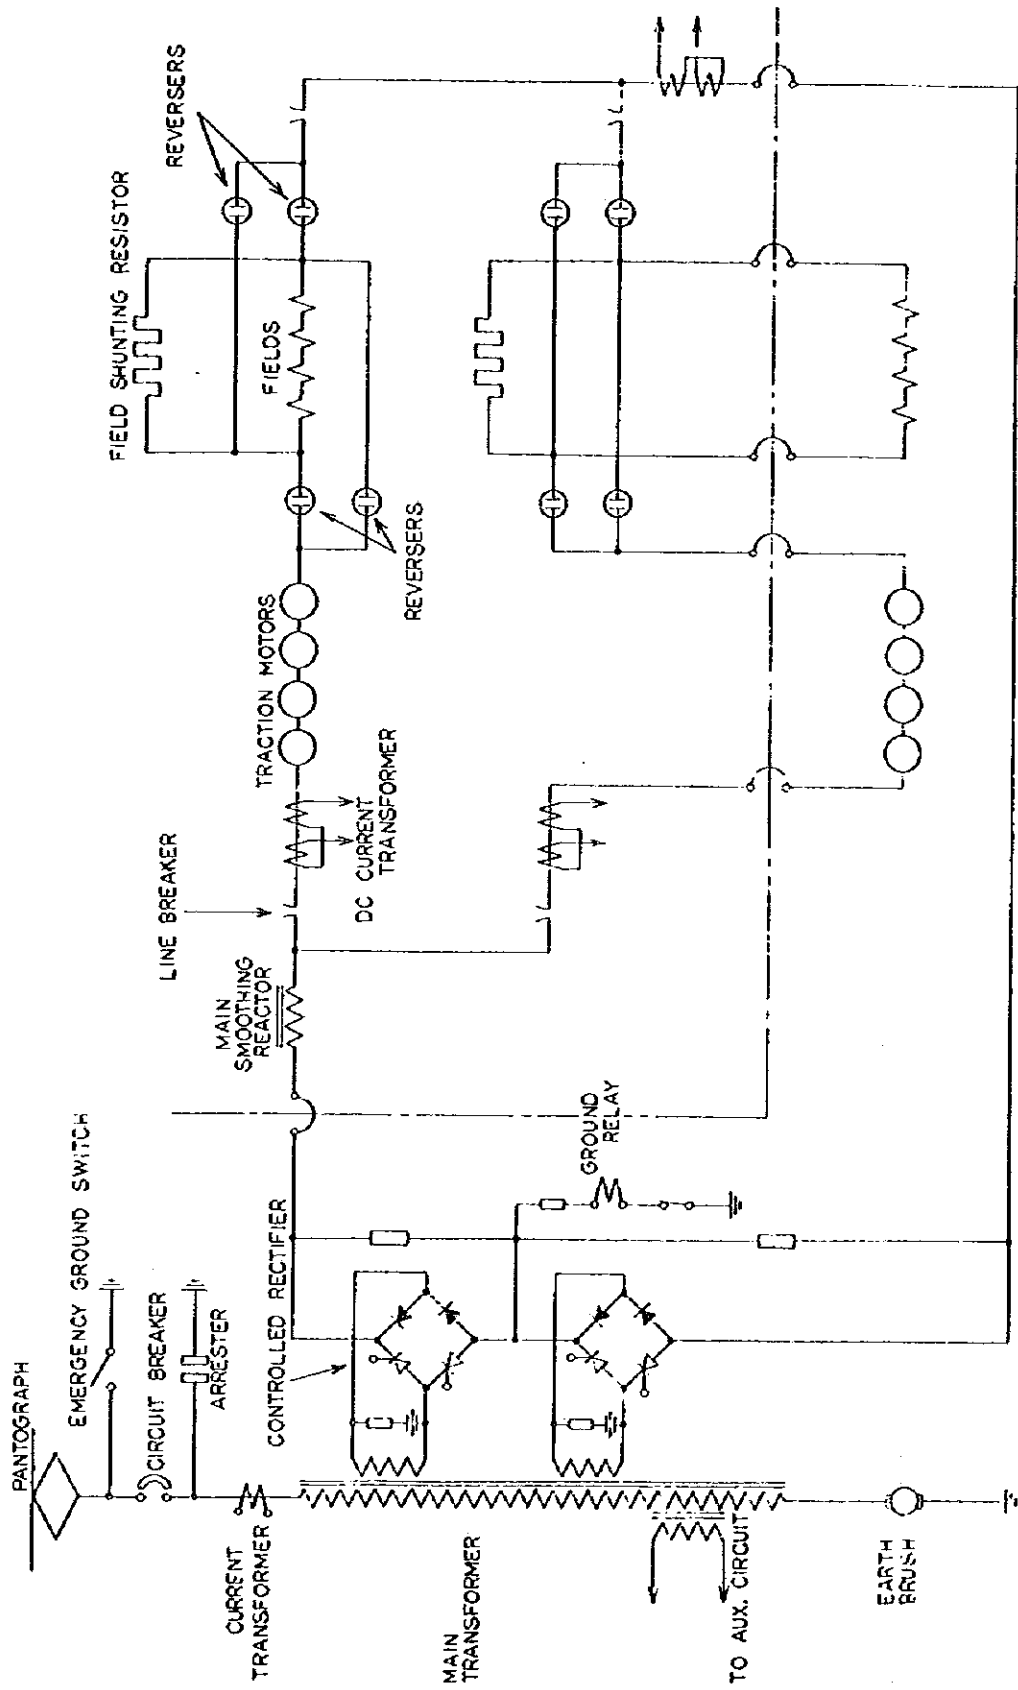 PANTOGRAPH
EMERGENCY GROUND SWITCH
CIRCUIT BREAKER
ARRESTER
CURRENT
TRANSFORMER
CONTROLLED RECTIFIER
MAIN
TRANSFORMER
TO AUX. CIRCUIT
EARTH
BRUSH
GROUND
RELAY
MAIN
SMOOTHING
REACTOR
LINE BREAKER
DC CURRENT
TRANSFORMER
TRACTION MOTORS
REVERSERS
FIELDS
FIELD SHUNTING RESISTOR
REVERSERS